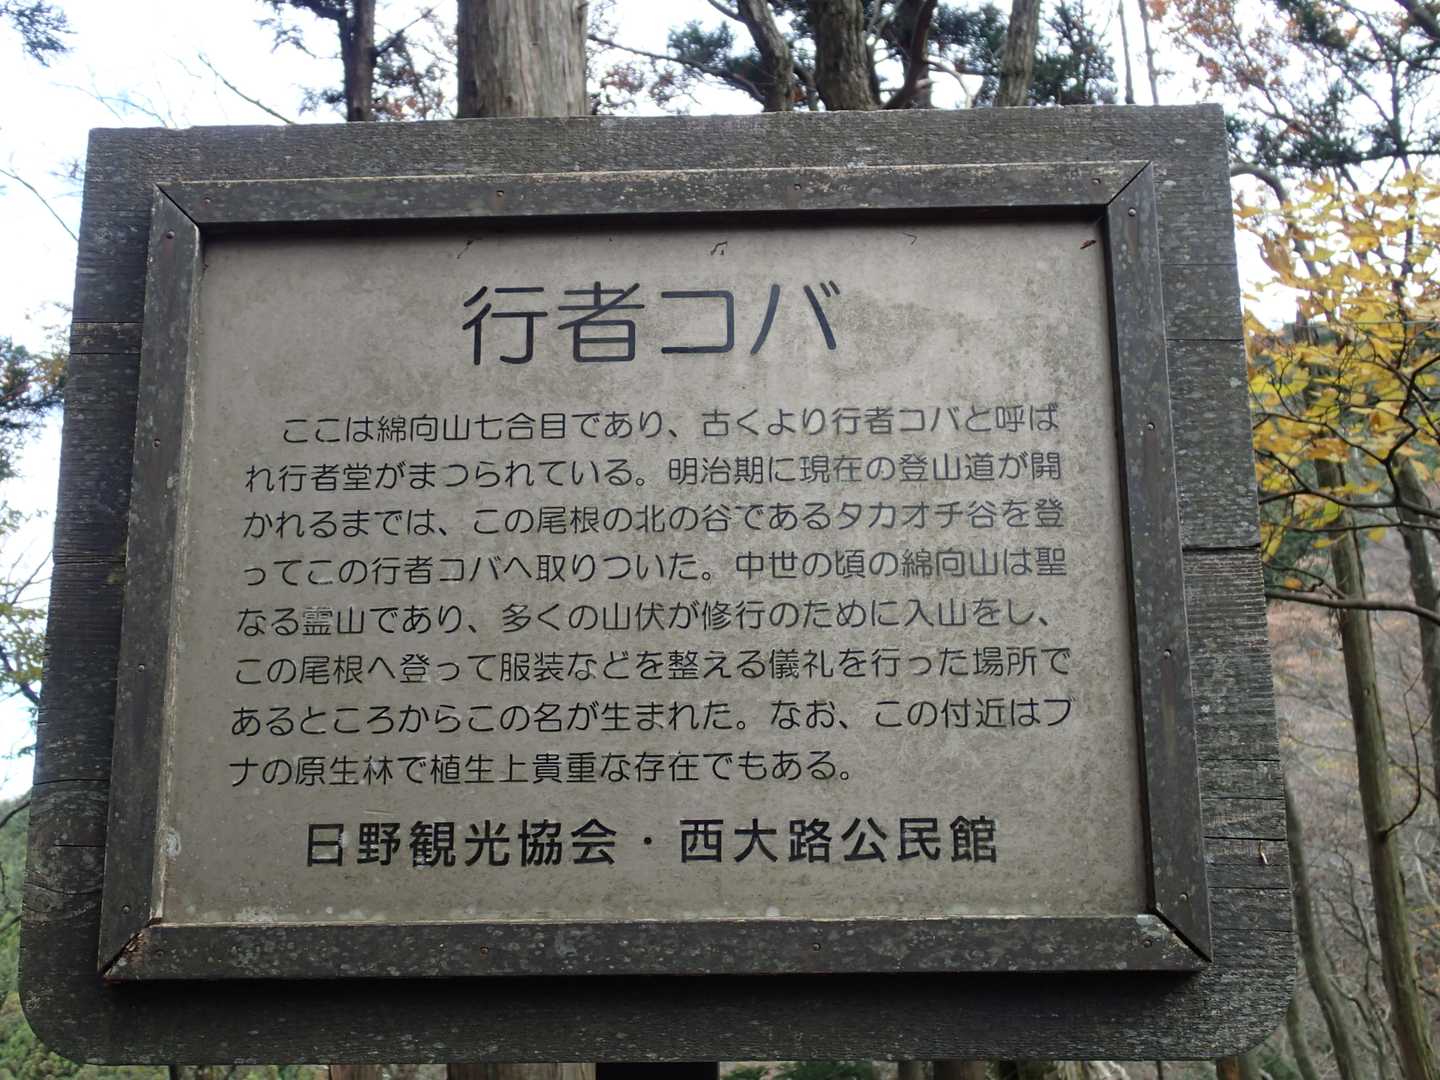 行者コバ
ここは綿向山七合目であり、古くより行者コバと呼ば
れ行者堂がまつられている。明治期に現在の登山道が開
かれるまでは、この尾根の北の谷であるタカオチ谷を登
ってこの行者コバへ取りついた。中世の頃の綿向山は聖
なる霊山であり、多くの山伏が修行のために入山をし、
この尾根へ登って服装などを整える儀礼を行った場所で
あるところからこの名が生まれた。なお、この付近はブ
ナの原生林で植生上貴重な存在でもある。
日野観光協会・西大路公民館